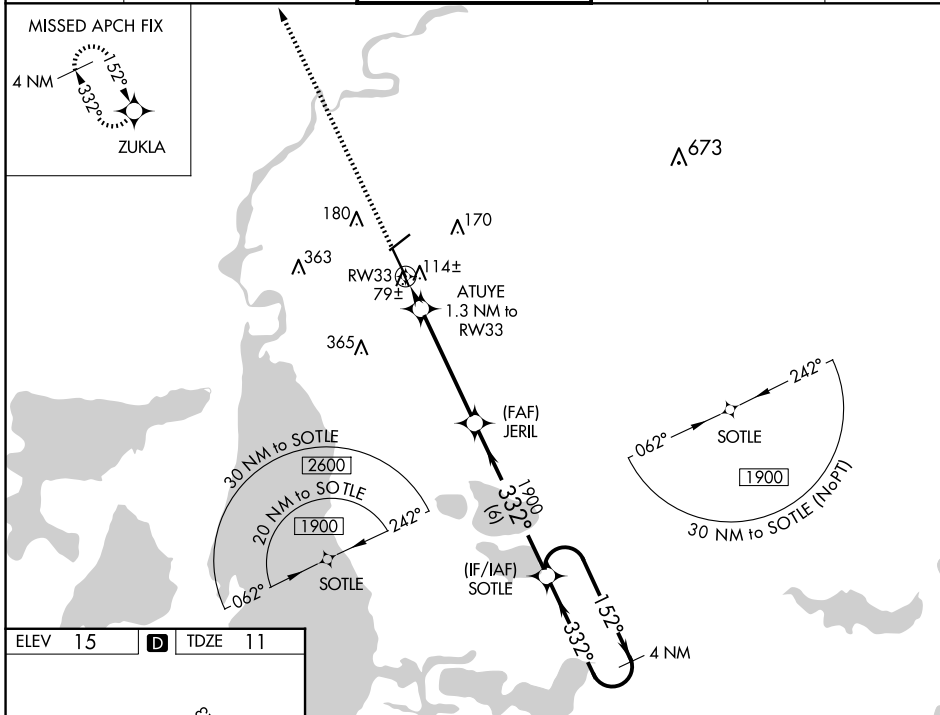 MISSED APCH FIX
4 NM
152°
332°
ZUKLA
673
180
170
363
RW33
114±
79±
ATUYE
1.3 NM to
RW33
365
(FAF)
JERIL
242°
062°
SOTLE
1900
30 NM to SOTLE (NoPT)
30 NM to SOTLE
2600
20 NM to SOTLE
1900
242°
062°
SOTLE
1900
332°
(6)
(IF/IAF)
SOTLE
152°
332°
4 NM
ELEV 15 D TDZE 11